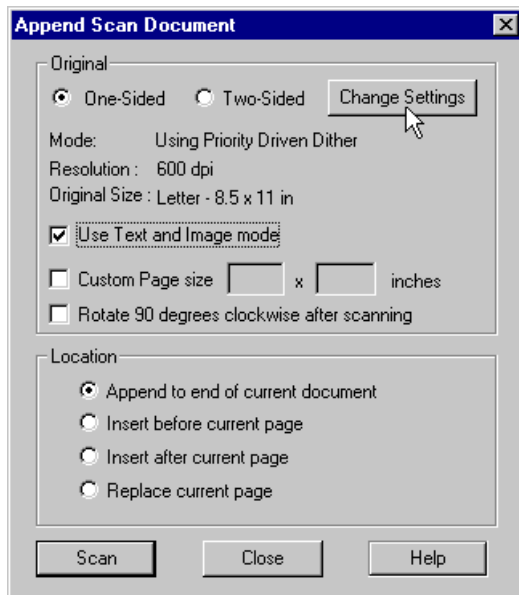 Append Scan Document
Original
One-Sided Two-Sided Change Settings
Mode: Using Priority Driven Dither
Resolution : 600 dpi
Original Size : Letter - 8.5 x 11 in
Use Text and Image mode
Custom Page size x inches
Rotate 90 degrees clockwise after scanning
Location
Append to end of current document
Insert before current page
Insert after current page
Replace current page
Scan Close Help